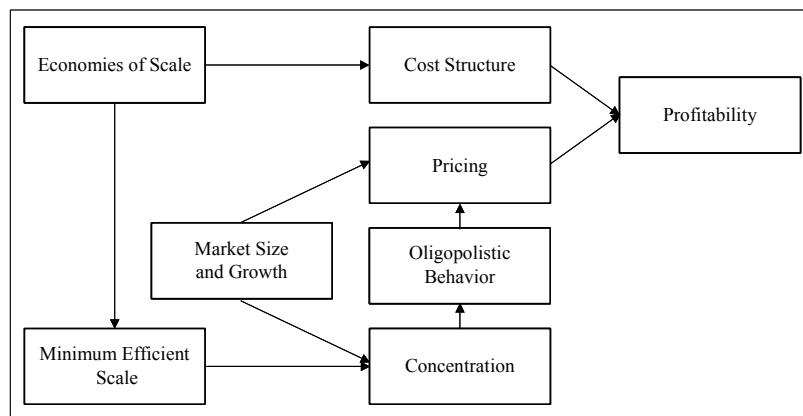 Economies of Scale
Cost Structure
Profitability
Pricing
Market Size
and Growth
Oligopolistic
Behavior
Minimum Efficient
Scale
Concentration